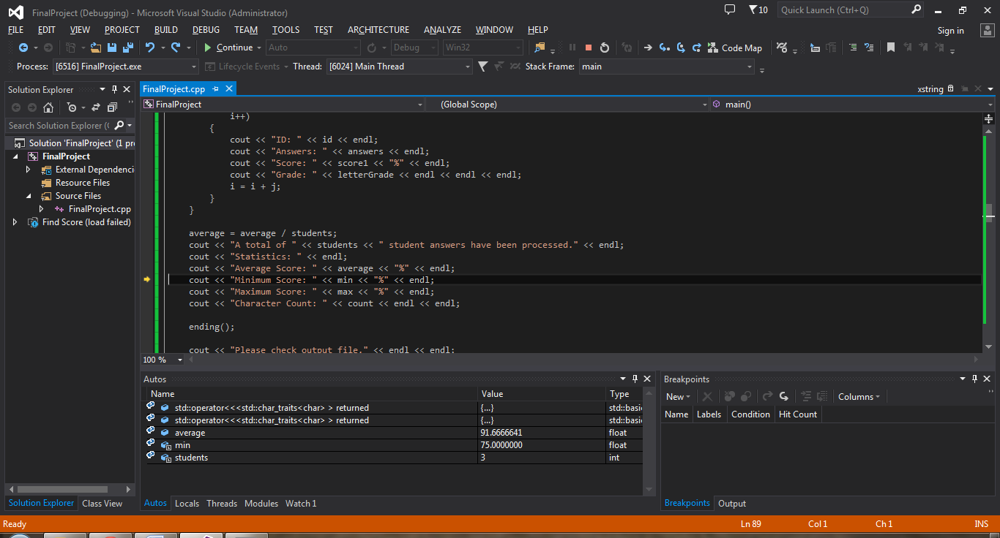 FinalProject (Debugging) - Microsoft Visual Studio (Administrator)
10
Quick Launch (Ctrl+Q)
FILE EDIT VIEW PROJECT BUILD DEBUG TEAM TOOLS TEST ARCHITECTURE ANALYZE WINDOW HELP
Sign in
Continue Auto Debug Win32 Code Map
Process: [6516] FinalProject.exe Lifecycle Events Thread: [6024] Main Thread Stack Frame: main
Solution Explorer
Search Solution Explorer (
Solution 'FinalProject' (1 pr
FinalProject
External Dependenci
Resource Files
Source Files
FinalProject.cpp
Find Score (load failed)
Solution Explorer Class View
FinalProject.cpp
xstring
FinalProject (Global Scope) main()
i++)
{
cout << "ID: " << id << endl;
cout << "Answers: " << answers << endl;
cout << "Score: " << score1 << "%" << endl;
cout << "Grade: " << letterGrade << endl << endl << endl;
i = i + j;
}
}
average = average / students;
cout << "A total of " << students << " student answers have been processed." << endl;
cout << "Statistics: " << endl;
cout << "Average Score: " << average << "%" << endl;
cout << "Minimum Score: " << min << "%" << endl;
cout << "Maximum Score: " << max << "%" << endl;
cout << "Character Count: " << count << endl << endl;
ending();
cout << "Please check output file." << endl << endl;
100 %
Autos
Name Value Type
std::operator<<<std::char_traits<char> > returned {...} std::basi
std::operator<<<std::char_traits<char> > returned {...} std::basi
average 91.6666641 float
min 75.0000000 float
students 3 int
Autos Locals Threads Modules Watch 1
Breakpoints
New Columns
Name Labels Condition Hit Count
Breakpoints Output
Ready Ln 89 Col 1 Ch 1 INS